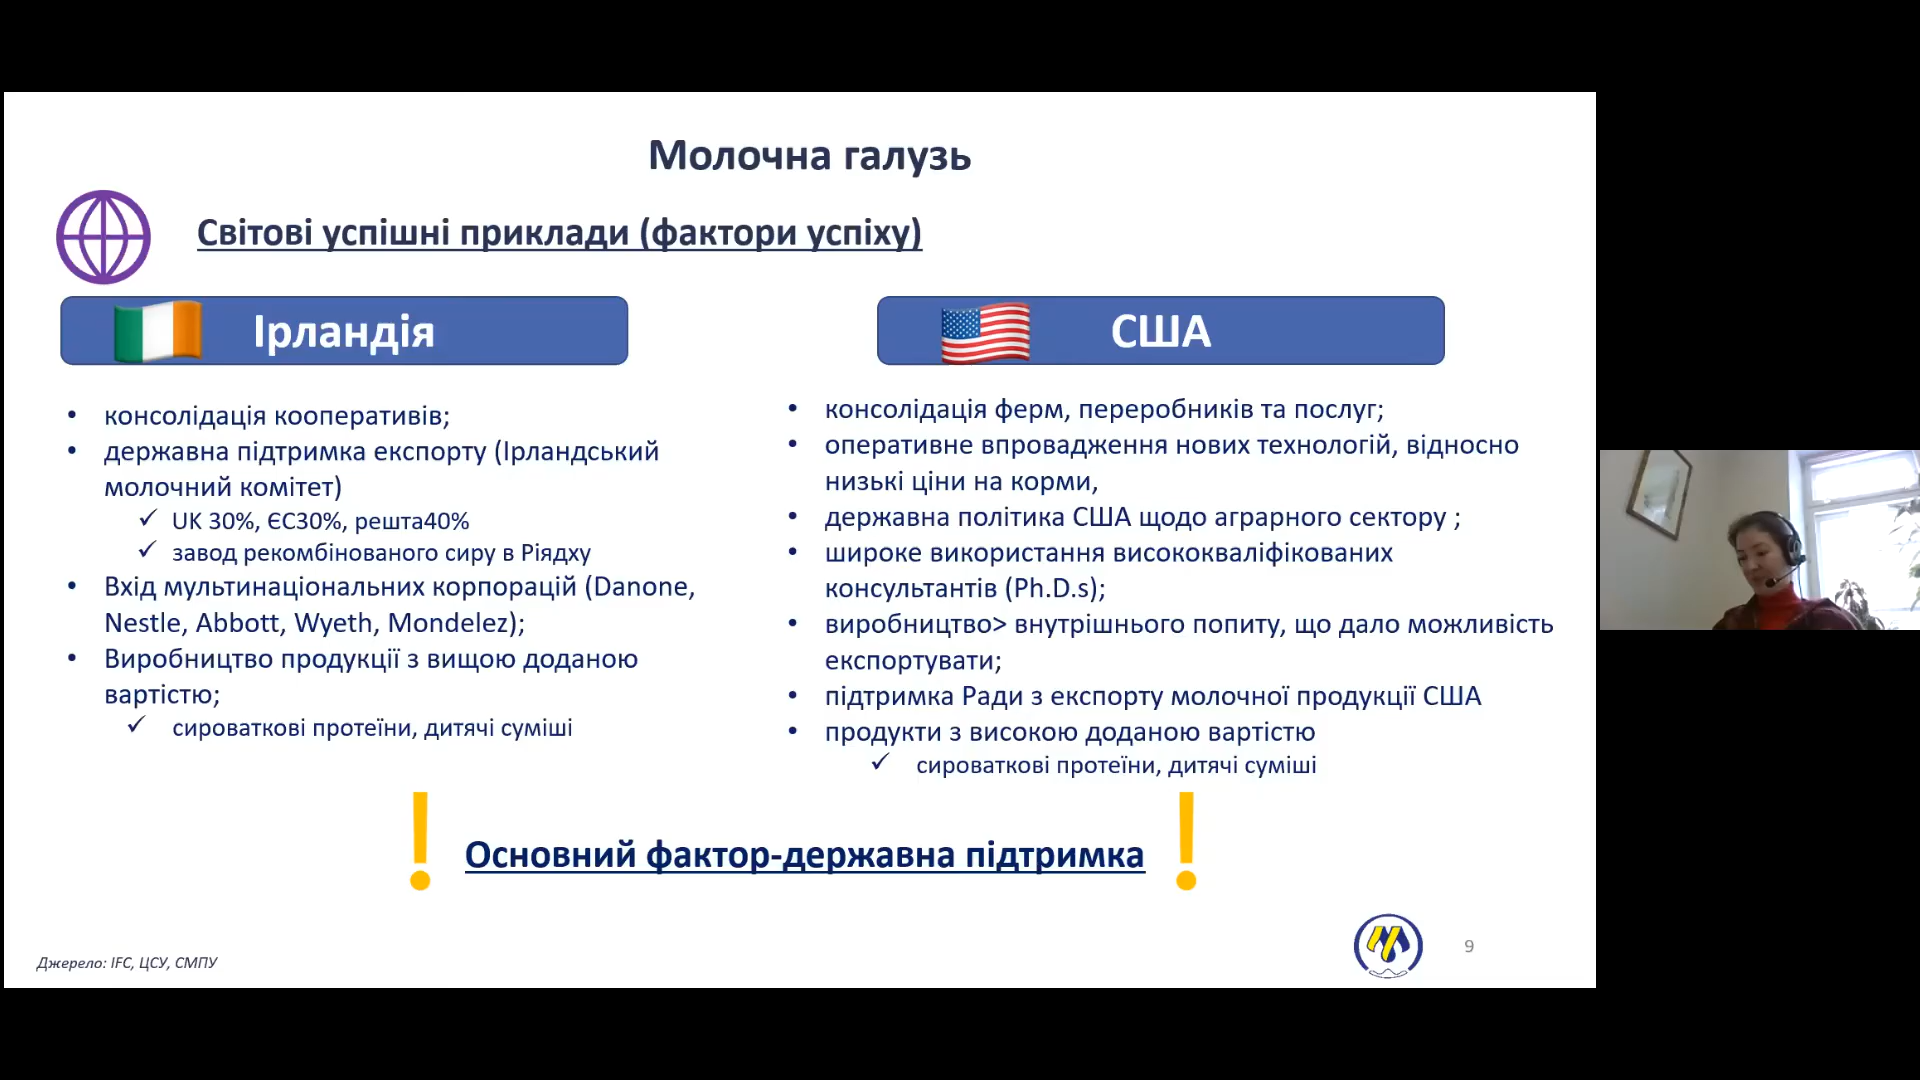 Молочна галузь
Світові успішні приклади (фактори успіху)
Ірландія
• консолідація кооперативів;
• державна підтримка експорту (Ірландський
молочний комітет)
✓ UK 30%, ЄС30%, решта40%
✓ завод рекомбінованого сиру в Ріядху
• Вхід мультинаціональних корпорацій (Danone,
Nestle, Abbott, Wyeth, Mondelez);
• Виробництво продукції з вищою доданою
вартістю;
✓ сироваткові протеїни, дитячі суміші
США
• консолідація ферм, переробників та послуг;
• оперативне впровадження нових технологій, відносно
низькі ціни на корми,
• державна політика США щодо аграрного сектору ;
• широке використання висококваліфікованих
консультантів (Ph.D.s);
• виробництво> внутрішнього попиту, що дало можливість
експортувати;
• підтримка Ради з експорту молочної продукції США
• продукти з високою доданою вартістю
✓ сироваткові протеїни, дитячі суміші
! Основний фактор-державна підтримка !
Джерело: IFC, ЦСУ, СМПУ
9